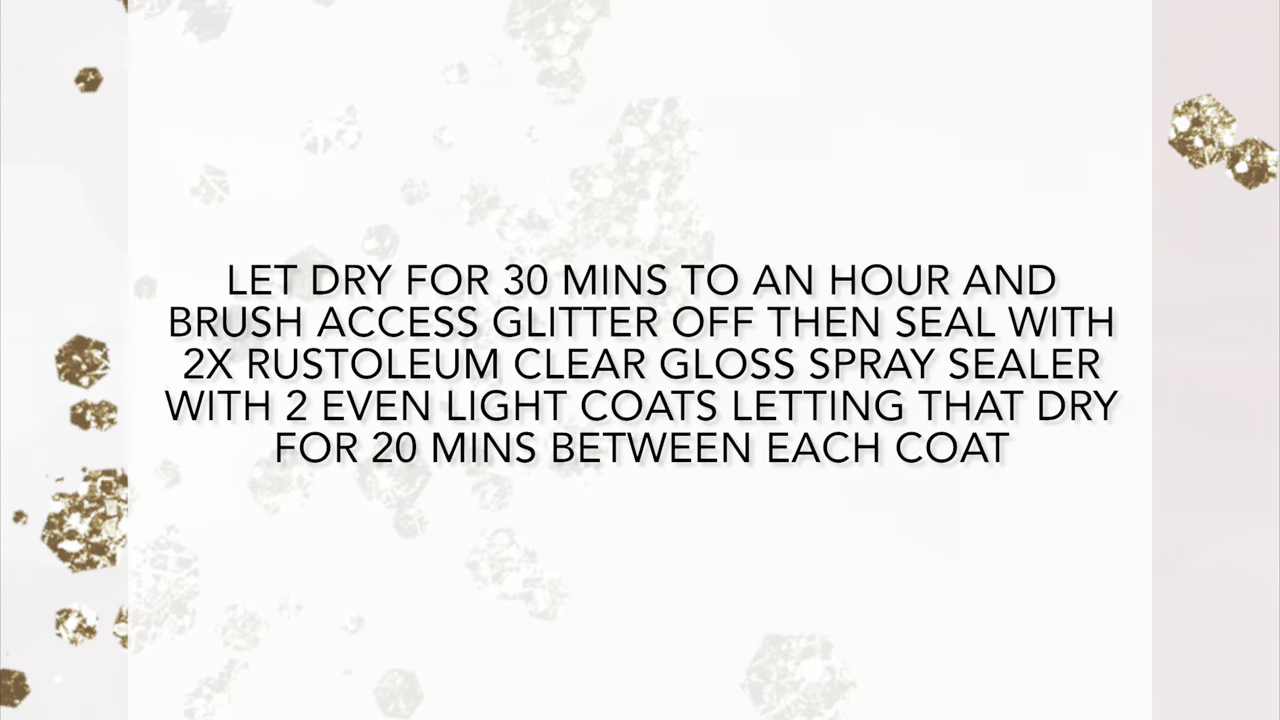 LET DRY FOR 30 MINS TO AN HOUR AND
BRUSH ACCESS GLITTER OFF THEN SEAL WITH
2X RUSTOLEUM CLEAR GLOSS SPRAY SEALER
WITH 2 EVEN LIGHT COATS LETTING THAT DRY
FOR 20 MINS BETWEEN EACH COAT